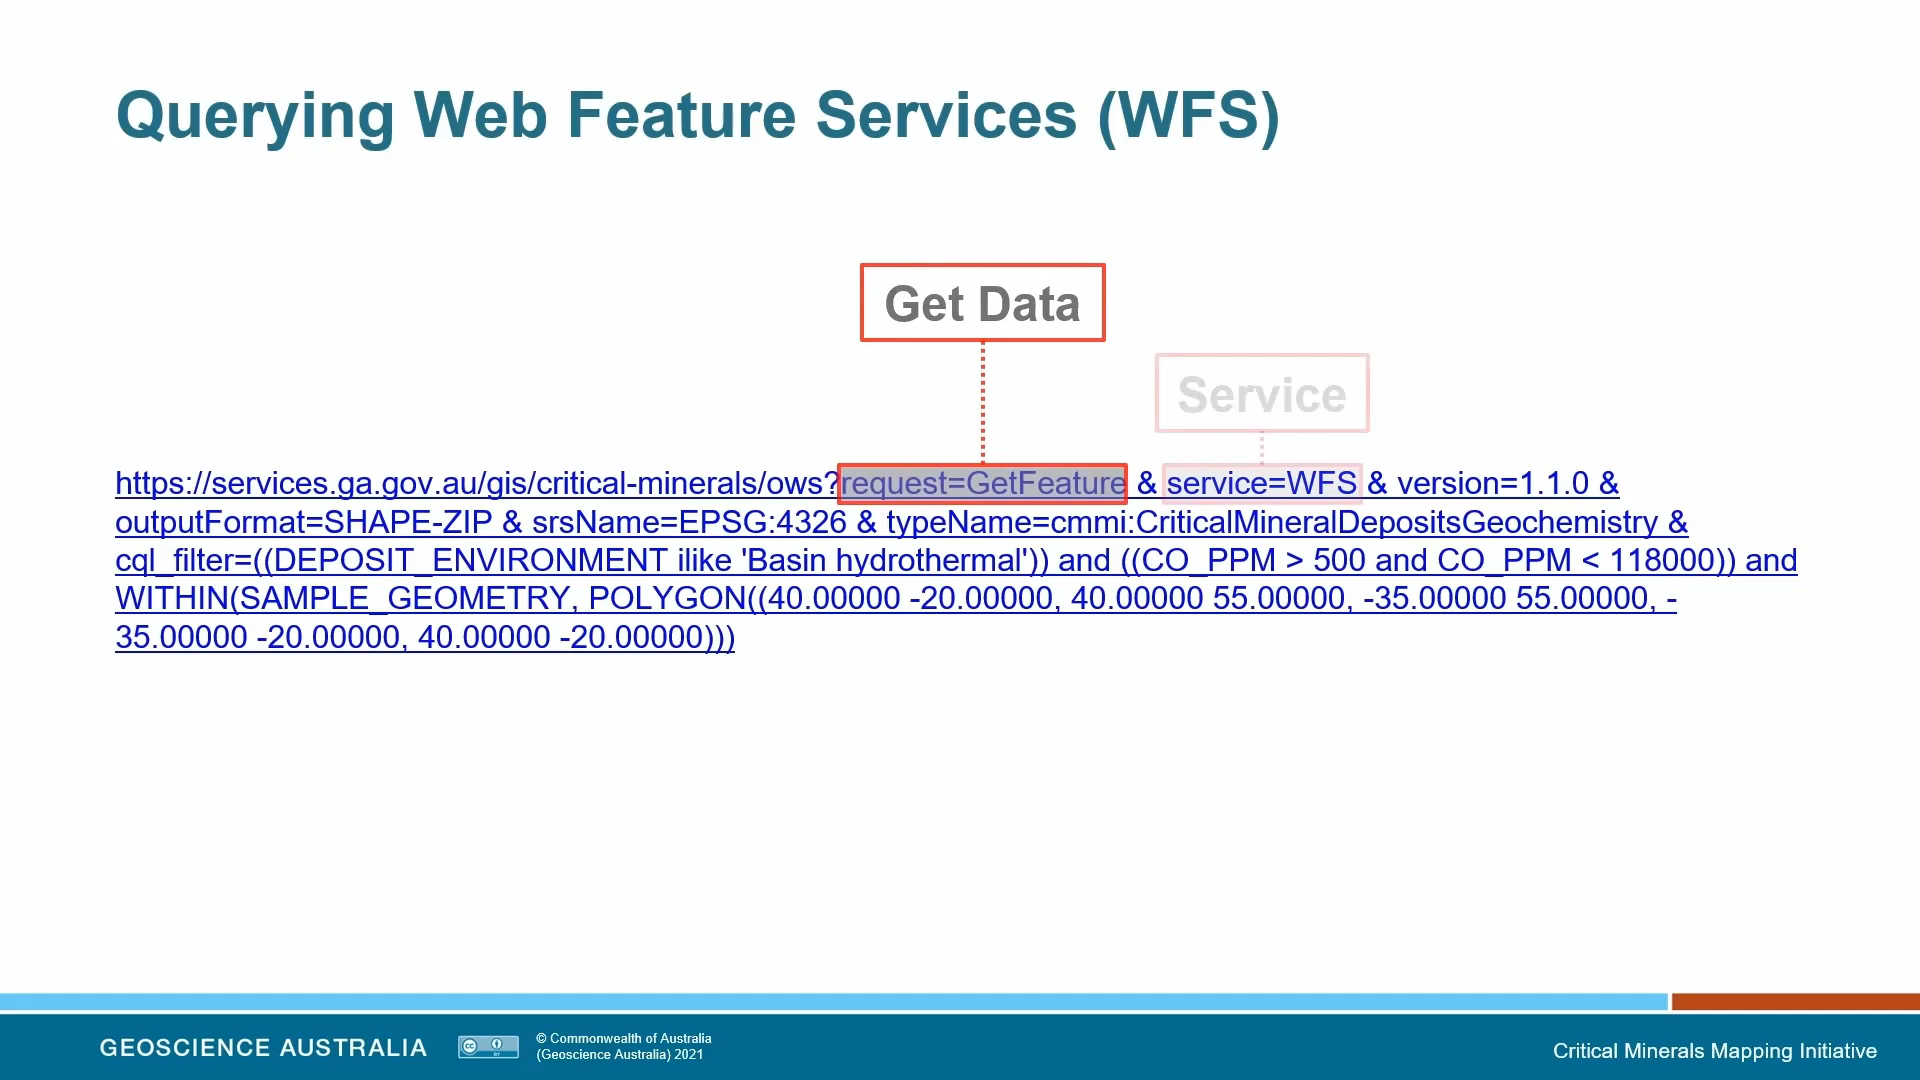 Querying Web Feature Services (WFS)
Get Data
Service
https://services.ga.gov.au/gis/critical-minerals/ows?request=GetFeature & service=WFS & version=1.1.0 &
outputFormat=SHAPE-ZIP & srsName=EPSG:4326 & typeName=cmmi:CriticalMineralDepositsGeochemistry &
cql_filter=((DEPOSIT_ENVIRONMENT ilike 'Basin hydrothermal')) and ((CO_PPM > 500 and CO_PPM < 118000)) and
WITHIN(SAMPLE_GEOMETRY, POLYGON((40.00000 -20.00000, 40.00000 55.00000, -35.00000 55.00000, -
35.00000 -20.00000, 40.00000 -20.00000)))
GEOSCIENCE AUSTRALIA
cc
BY
© Commonwealth of Australia
(Geoscience Australia) 2021
Critical Minerals Mapping Initiative